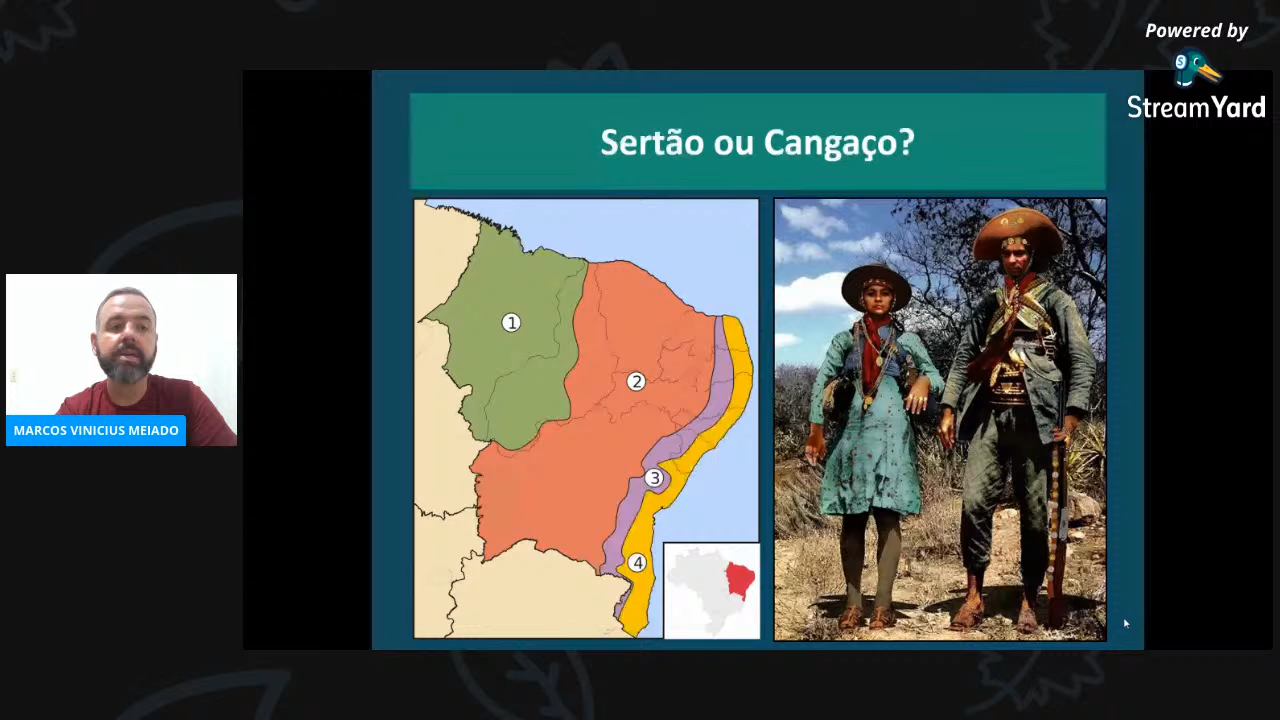 Powered by
StreamYard
Sertão ou Cangaço?
1
2
3
4
MARCOS VINICIUS MEIADO